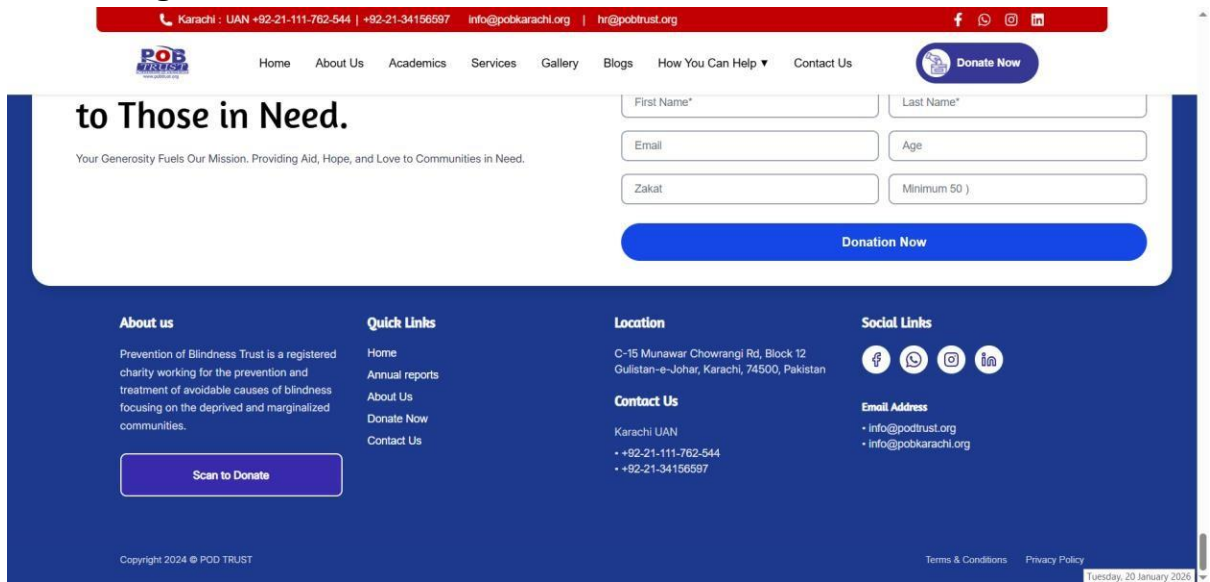 Karachi : UAN +92-21-111-762-544 | +92-21-34156597 info@pobkarachi.org | hr@pobtrust.org
POB
TRUST
Home About Us Academics Services Gallery Blogs How You Can Help ▼ Contact Us Donate Now
to Those in Need.
Your Generosity Fuels Our Mission. Providing Aid, Hope, and Love to Communities in Need.
First Name* Last Name*
Email Age
Zakat Minimum 50 )
Donation Now
About us
Prevention of Blindness Trust is a registered
charity working for the prevention and
treatment of avoidable causes of blindness
focusing on the deprived and marginalized
communities.
Scan to Donate
Quick Links
Home
Annual reports
About Us
Donate Now
Contact Us
Location
C-15 Munawar Chowrangi Rd, Block 12
Gulistan-e-Johar, Karachi, 74500, Pakistan
Contact Us
Karachi UAN
• +92-21-111-762-544
• +92-21-34156597
Social Links
Email Address
• info@podtrust.org
• info@pobkarachi.org
Copyright 2024 © POD TRUST
Terms & Conditions Privacy Policy
Tuesday, 20 January 2026